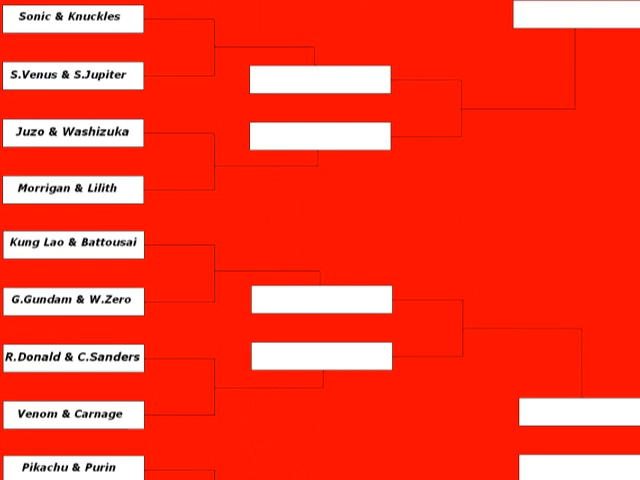 Sonic & Knuckles
S.Venus & S.Jupiter
Juzo & Washizuka
Morrigan & Lilith
Kung Lao & Battousai
G.Gundam & W.Zero
R.Donald & C.Sanders
Venom & Carnage
Pikachu & Purin